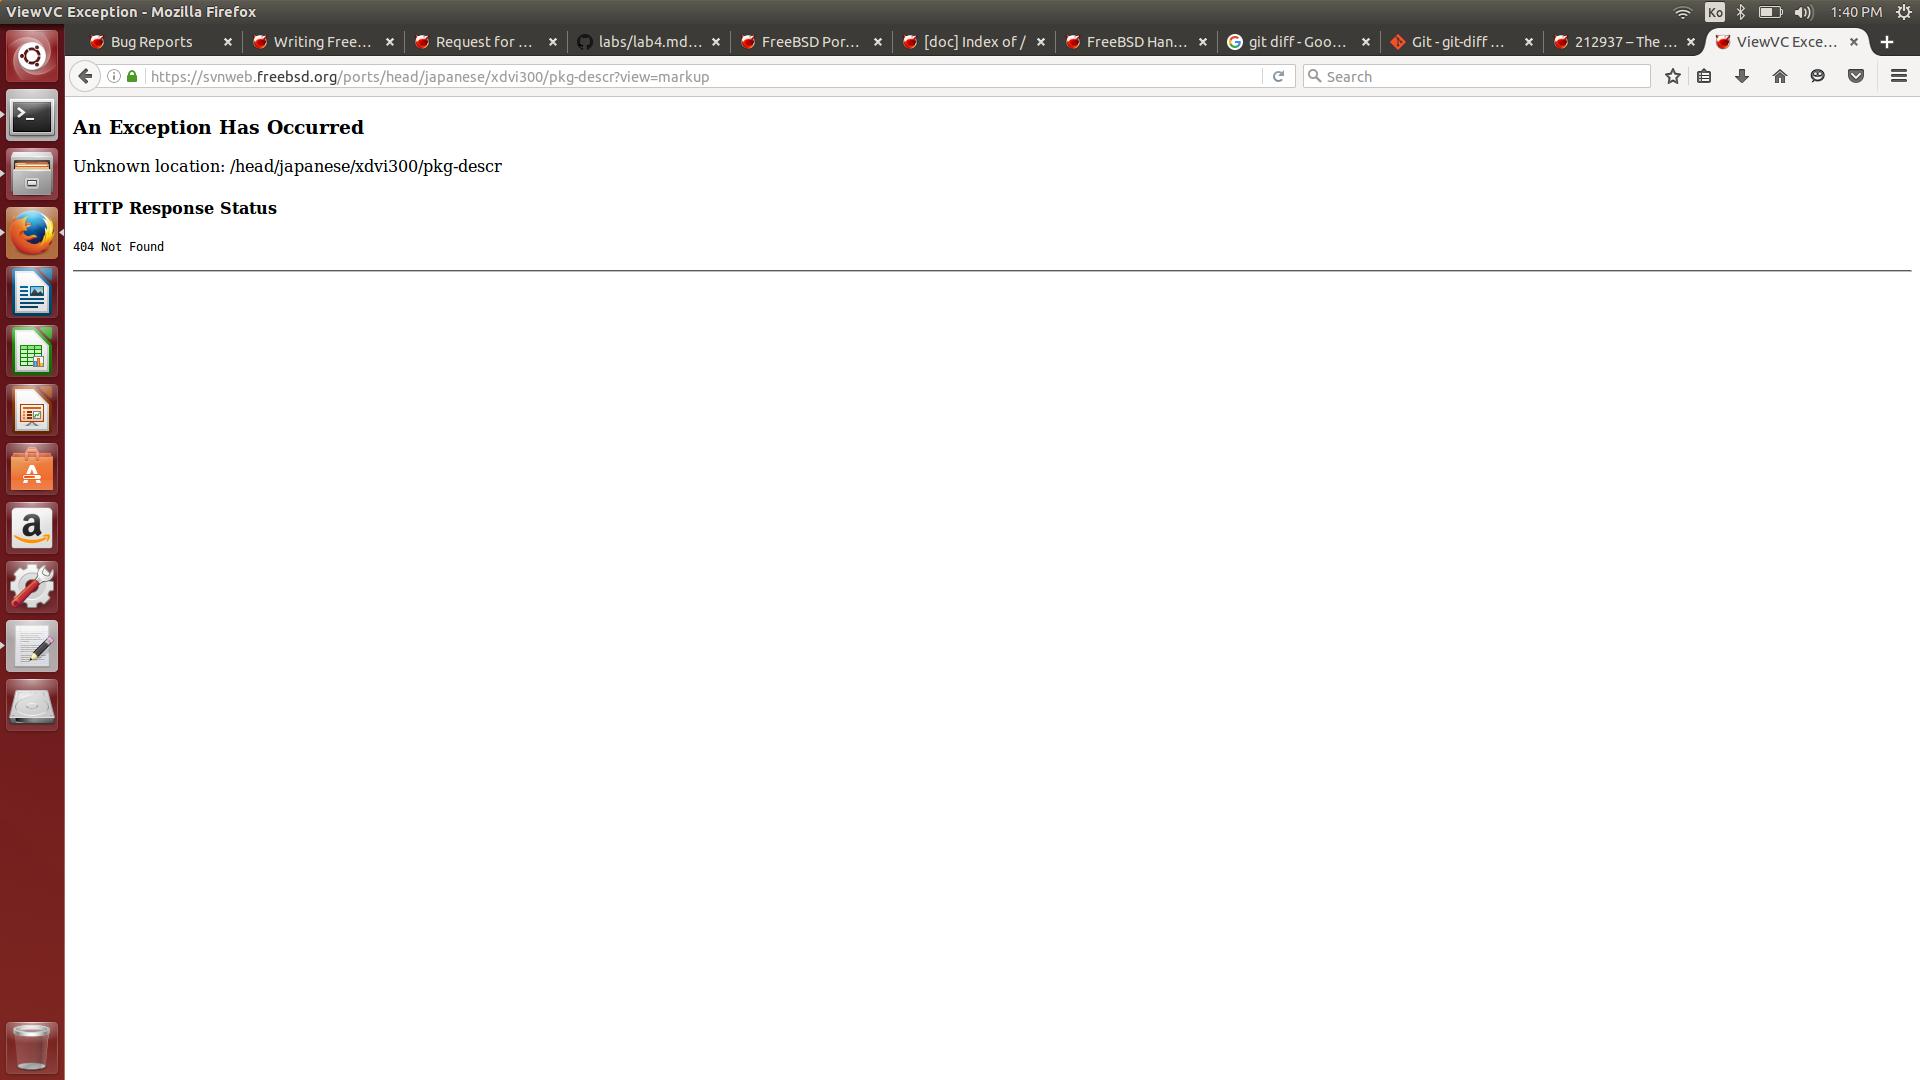 ViewVC Exception - Mozilla Firefox
Ko
1:40 PM
Bug Reports
Writing Free...
Request for ...
labs/lab4.md...
FreeBSD Por...
[doc] Index of /
FreeBSD Han...
git diff - Goo...
Git - git-diff ...
212937 – The ...
ViewVC Exce...
https://svnweb.freebsd.org/ports/head/japanese/xdvi300/pkg-descr?view=markup
Search
An Exception Has Occurred
Unknown location: /head/japanese/xdvi300/pkg-descr
HTTP Response Status
404 Not Found